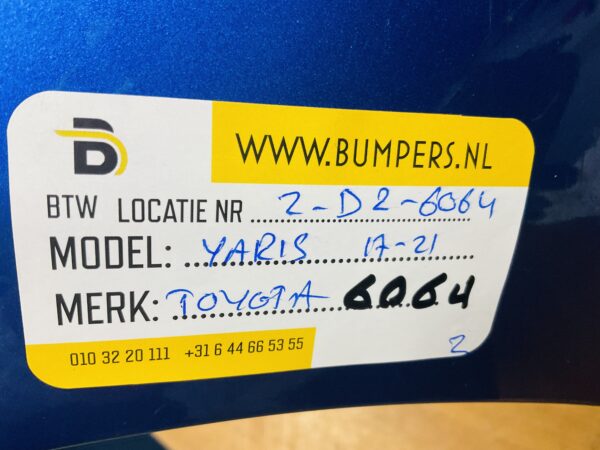 B
WWW.BUMPERS.NL
BTW LOCATIE NR 2-D2-6064
MODEL: YARIS 17-21
MERK: TOYOTA 6064
010 32 20 111 +31 6 44 66 53 55
2